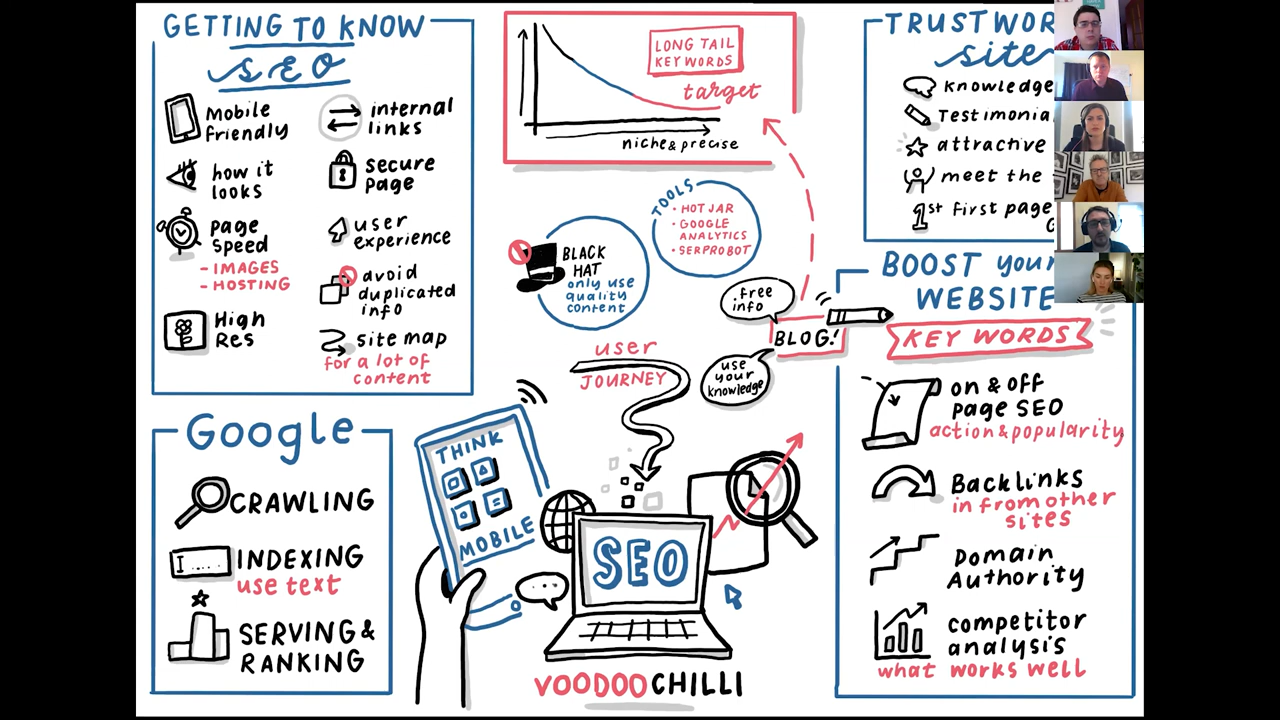 GETTING TO KNOW
SEO
Mobile
friendly
how it
looks
page
speed
- IMAGES
- HOSTING
High
Res
internal
links
secure
page
user
experience
avoid
duplicated
info
site map
for a lot of
content
Google
CRAWLING
INDEXING
use text
SERVING &
RANKING
LONG TAIL
KEY WORDS
target
niche & precise
TOOLS
• HOT JAR
• GOOGLE
ANALYTICS
• SERPROBOT
BLACK
HAT
only use
quality
content
free
info
BLOG!
use
your
knowledge
user
JOURNEY
THINK
MOBILE
SEO
VOODOO CHILLI
site
knowledge
attractive
meet the
1st first page
BOOST your
WEBSITE
KEY WORDS
on & off
page SEO
action & popularity
Backlinks
in from other
sites
Domain
Authority
competitor
analysis
what works well